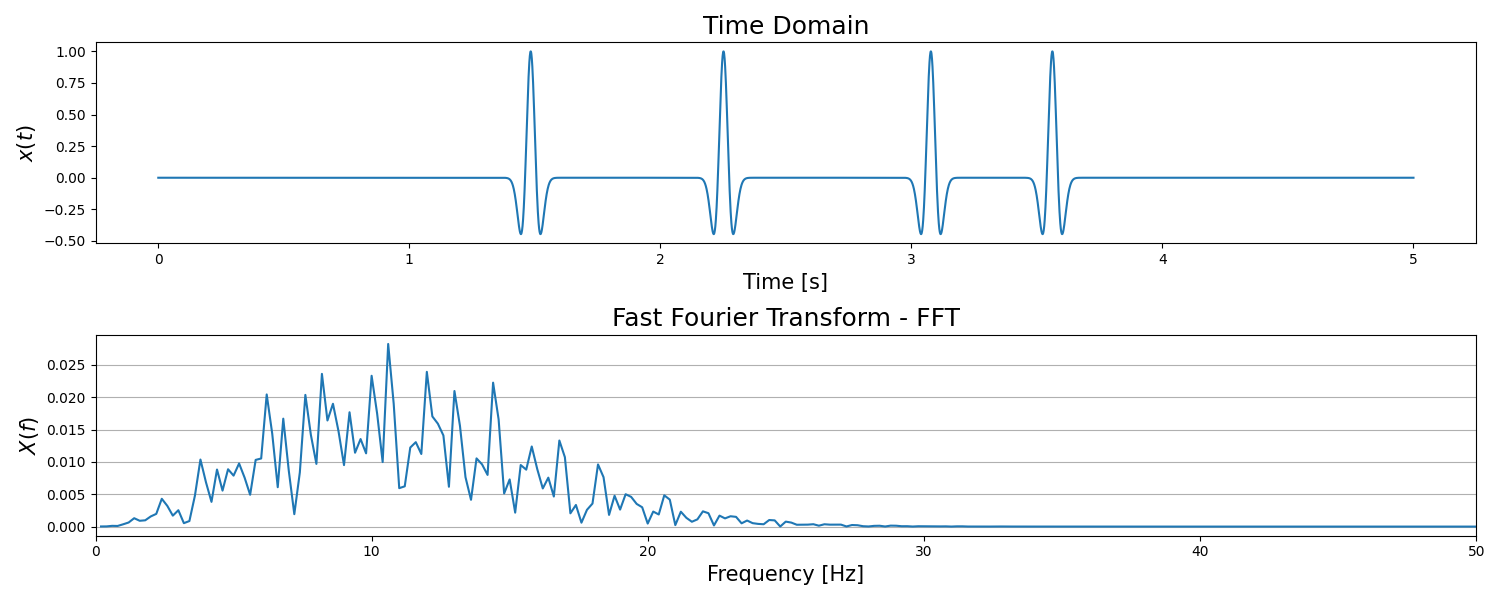 Time Domain
1.00
0.75
0.50
0.25
0.00
−0.25
−0.50
x(t)
0 1 2 3 4 5
Time [s]
Fast Fourier Transform - FFT
0.025
0.020
0.015
0.010
0.005
0.000
X(f)
0 10 20 30 40 50
Frequency [Hz]